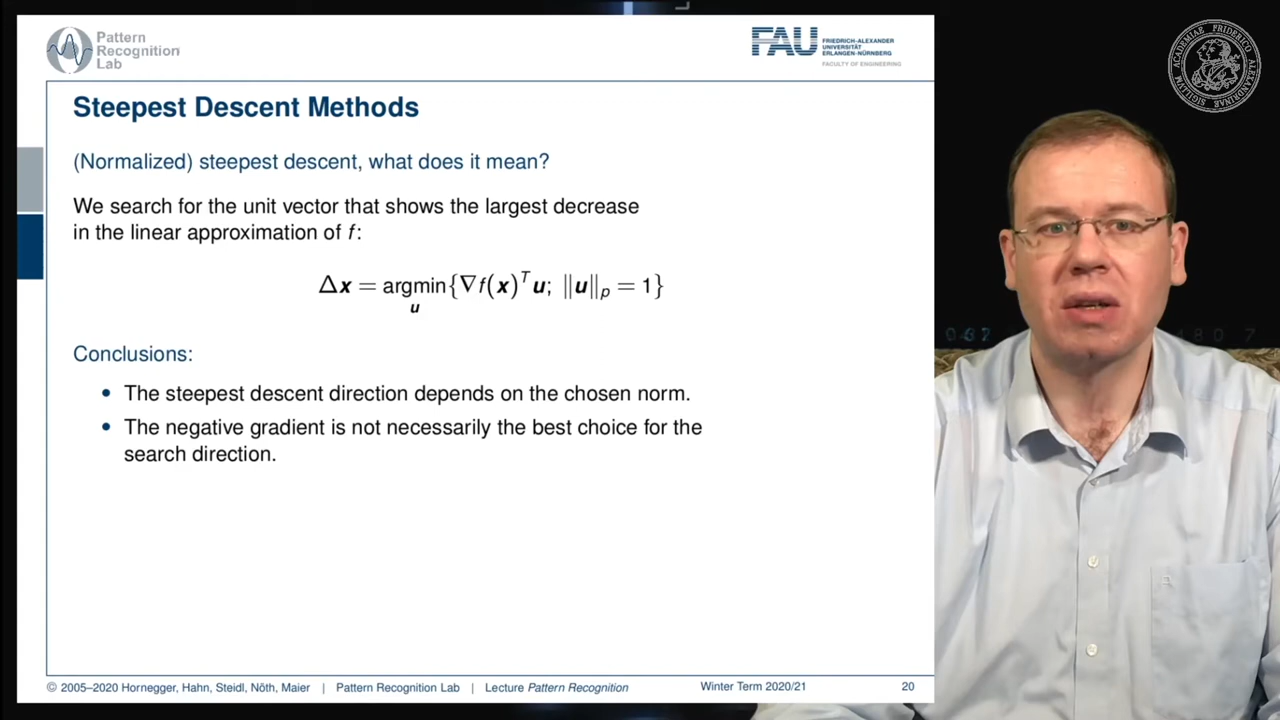 Pattern
Recognition
Lab
FAU
FRIEDRICH-ALEXANDER
UNIVERSITÄT
ERLANGEN-NÜRNBERG
FACULTY OF ENGINEERING
Steepest Descent Methods
(Normalized) steepest descent, what does it mean?
We search for the unit vector that shows the largest decrease
in the linear approximation of f:
Δx = argmin{∇f(x)ᵀu; ‖u‖ₚ = 1}
u
Conclusions:
• The steepest descent direction depends on the chosen norm.
• The negative gradient is not necessarily the best choice for the
search direction.
© 2005–2020 Hornegger, Hahn, Steidl, Nöth, Maier | Pattern Recognition Lab | Lecture Pattern Recognition Winter Term 2020/21 20